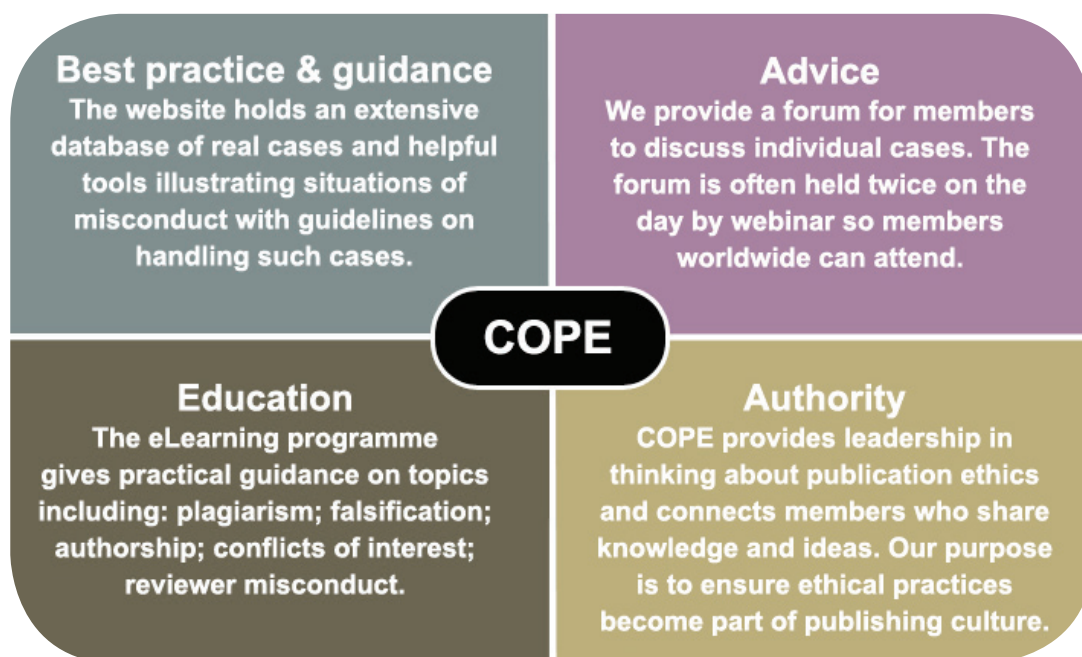 Best practice & guidance
The website holds an extensive
database of real cases and helpful
tools illustrating situations of
misconduct with guidelines on
handling such cases.
Advice
We provide a forum for members
to discuss individual cases. The
forum is often held twice on the
day by webinar so members
worldwide can attend.
COPE
Education
The eLearning programme
gives practical guidance on topics
including: plagiarism; falsification;
authorship; conflicts of interest;
reviewer misconduct.
Authority
COPE provides leadership in
thinking about publication ethics
and connects members who share
knowledge and ideas. Our purpose
is to ensure ethical practices
become part of publishing culture.